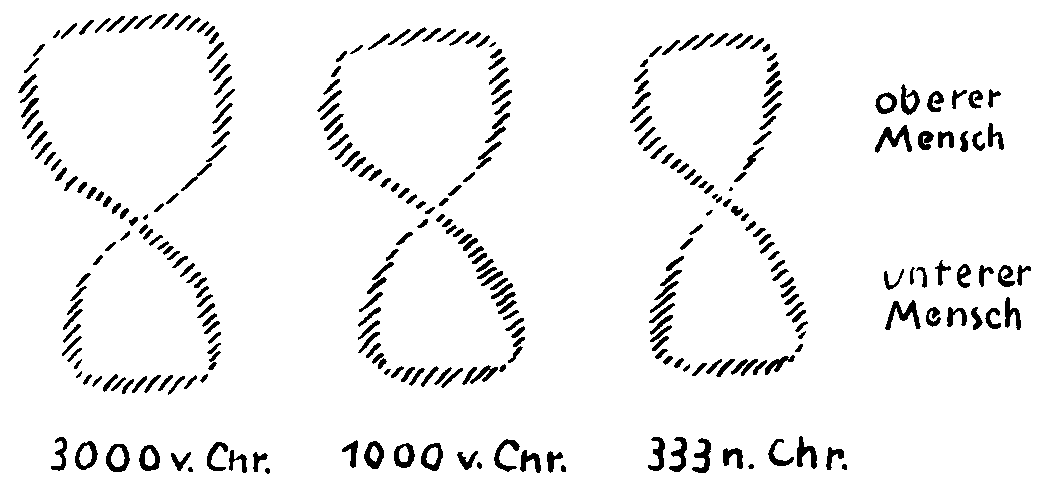 oberer
Mensch
unterer
Mensch
3000 v. Chr. 1000 v. Chr. 333 n. Chr.